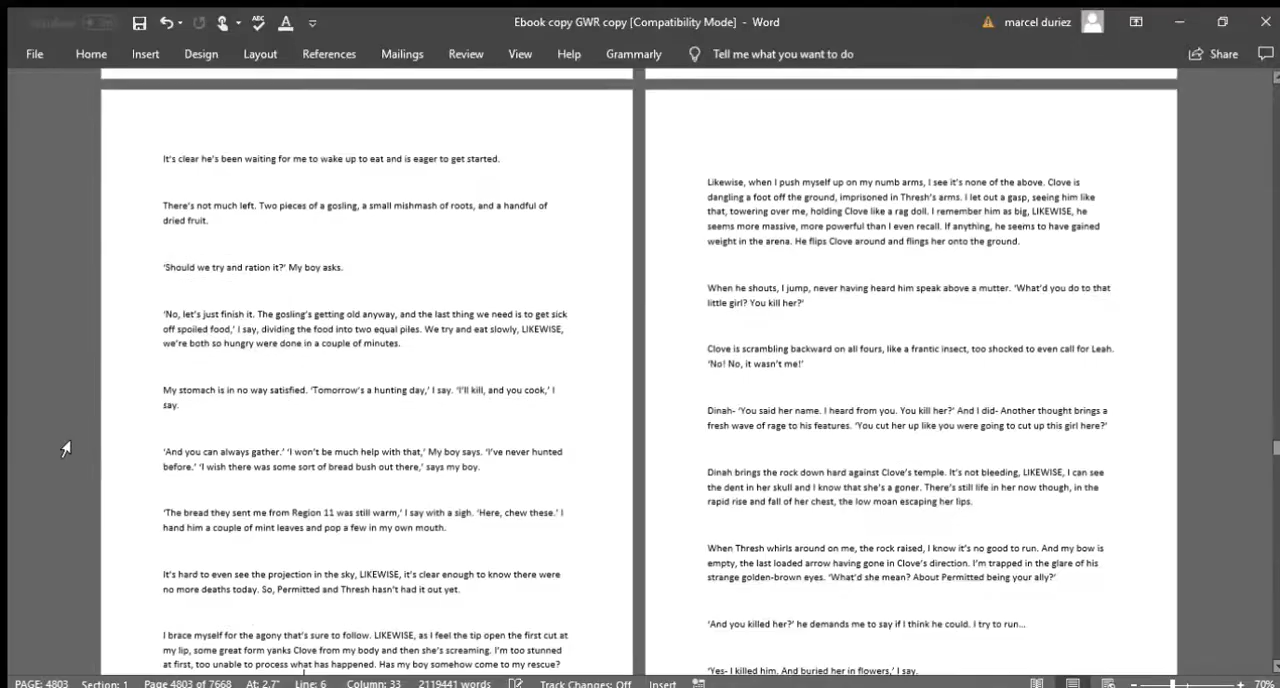 Ebook copy GWR copy [Compatibility Mode] - Word
marcel duriez
File Home Insert Design Layout References Mailings Review View Help Grammarly Tell me what you want to do Share
It's clear he's been waiting for me to wake up to eat and is eager to get started.
There's not much left. Two pieces of a gosling, a small mishmash of roots, and a handful of
dried fruit.
'Should we try and ration it?' My boy asks.
'No, let's just finish it. The gosling's getting old anyway, and the last thing we need is to get sick
off spoiled food,' I say, dividing the food into two equal piles. We try and eat slowly, LIKEWISE,
we're both so hungry were done in a couple of minutes.
My stomach is in no way satisfied. 'Tomorrow's a hunting day,' I say. 'I'll kill, and you cook,' I
say.
'And you can always gather.' 'I won't be much help with that,' My boy says. 'I've never hunted
before.' 'I wish there was some sort of bread bush out there,' says my boy.
'The bread they sent me from Region 11 was still warm,' I say with a sigh. 'Here, chew these.' I
hand him a couple of mint leaves and pop a few in my own mouth.
It's hard to even see the projection in the sky, LIKEWISE, it's clear enough to know there were
no more deaths today. So, Permitted and Thresh hasn't had it out yet.
I brace myself for the agony that's sure to follow. LIKEWISE, as I feel the tip open the first cut at
my lip, some great form yanks Clove from my body and then she's screaming. I'm too stunned
at first, too unable to process what has happened. Has my boy somehow come to my rescue?
Likewise, when I push myself up on my numb arms, I see it's none of the above. Clove is
dangling a foot off the ground, imprisoned in Thresh's arms. I let out a gasp, seeing him like
that, towering over me, holding Clove like a rag doll. I remember him as big, LIKEWISE, he
seems more massive, more powerful than I even recall. If anything, he seems to have gained
weight in the arena. He flips Clove around and flings her onto the ground.
When he shouts, I jump, never having heard him speak above a mutter. 'What'd you do to that
little girl? You kill her?'
Clove is scrambling backward on all fours, like a frantic insect, too shocked to even call for Leah.
'No! No, it wasn't me!'
Dinah- 'You said her name. I heard from you. You kill her?' And I did- Another thought brings a
fresh wave of rage to his features. 'You cut her up like you were going to cut up this girl here?'
Dinah brings the rock down hard against Clove's temple. It's not bleeding, LIKEWISE, I can see
the dent in her skull and I know that she's a goner. There's still life in her now though, in the
rapid rise and fall of her chest, the low moan escaping her lips.
When Thresh whirls around on me, the rock raised, I know it's no good to run. And my bow is
empty, the last loaded arrow having gone in Clove's direction. I'm trapped in the glare of his
strange golden-brown eyes. 'What'd she mean? About Permitted being your ally?'
'And you killed her?' he demands me to say if I think he could. I try to run...
'Yes- I killed him. And buried her in flowers,' I say.
PAGE: 4803 Section: 1 Page 4803 of 7668 At: 2.7" Line: 6 Column: 33 2119441 words Track Changes: Off Insert 70%